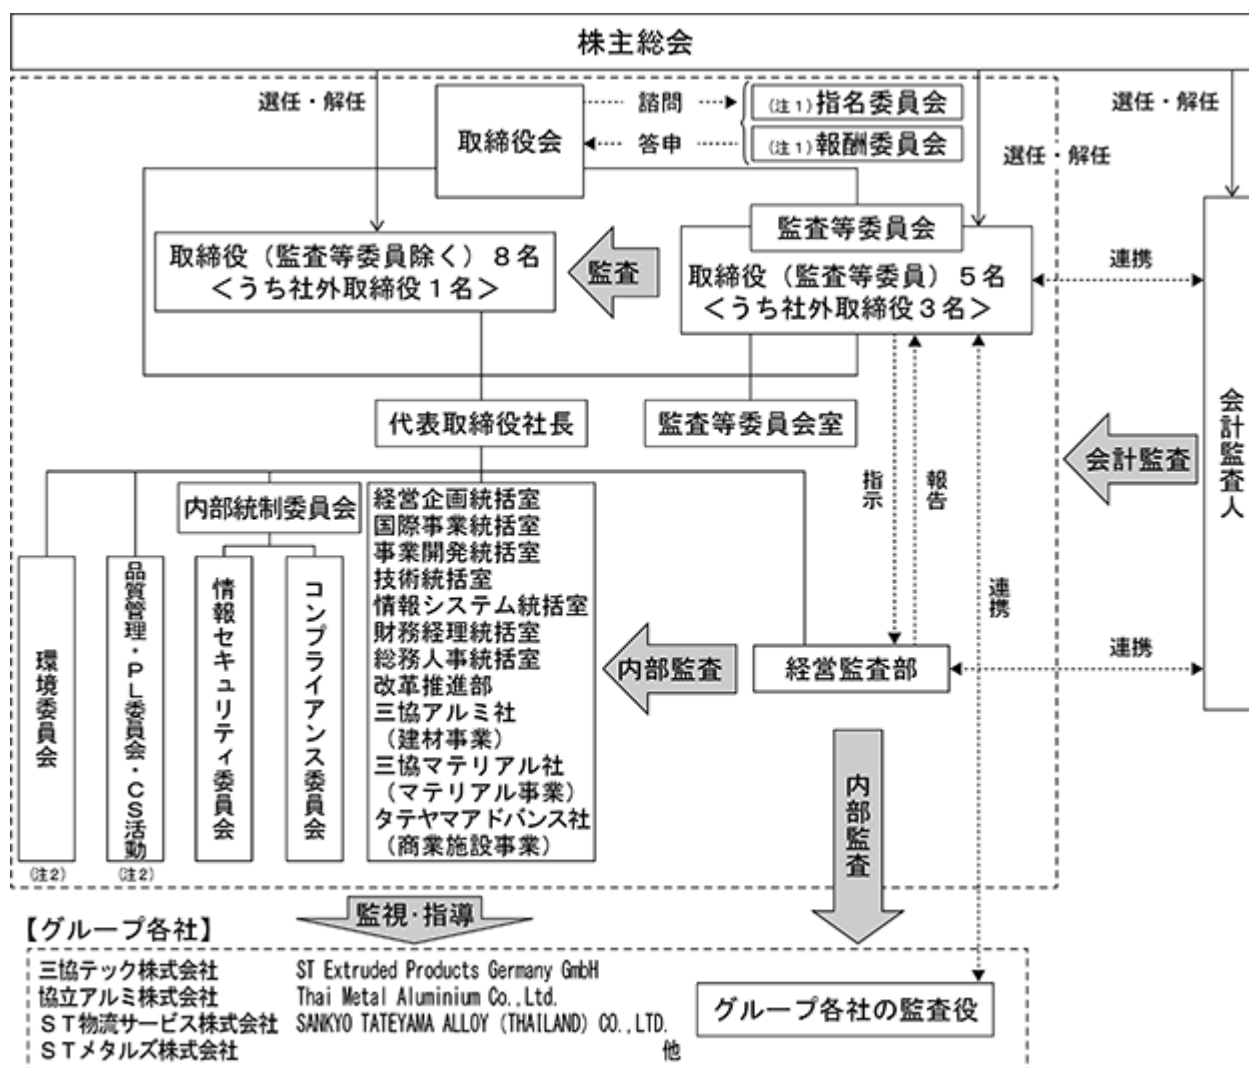 株主総会
選任・解任
選任・解任
選任・解任
取締役会
諮問
答申
(注1)指名委員会
(注1)報酬委員会
監査等委員会
取締役（監査等委員除く）８名
＜うち社外取締役１名＞
監査
取締役（監査等委員）５名
＜うち社外取締役３名＞
連携
代表取締役社長
監査等委員会室
会計監査人
会計監査
指示
報告
連携
内部統制委員会
環境委員会
(注2)
品質管理・ＰＬ委員会・ＣＳ活動
(注2)
情報セキュリティ委員会
コンプライアンス委員会
経営企画統括室
国際事業統括室
事業開発統括室
技術統括室
情報システム統括室
財務経理統括室
総務人事統括室
改革推進部
三協アルミ社
（建材事業）
三協マテリアル社
（マテリアル事業）
タテヤマアドバンス社
（商業施設事業）
内部監査
経営監査部
連携
内部監査
監視・指導
【グループ各社】
三協テック株式会社
協立アルミ株式会社
ＳＴ物流サービス株式会社
ＳＴメタルズ株式会社
ST Extruded Products Germany GmbH
Thai Metal Aluminium Co.,Ltd.
SANKYO TATEYAMA ALLOY (THAILAND) CO.,LTD.
他
グループ各社の監査役